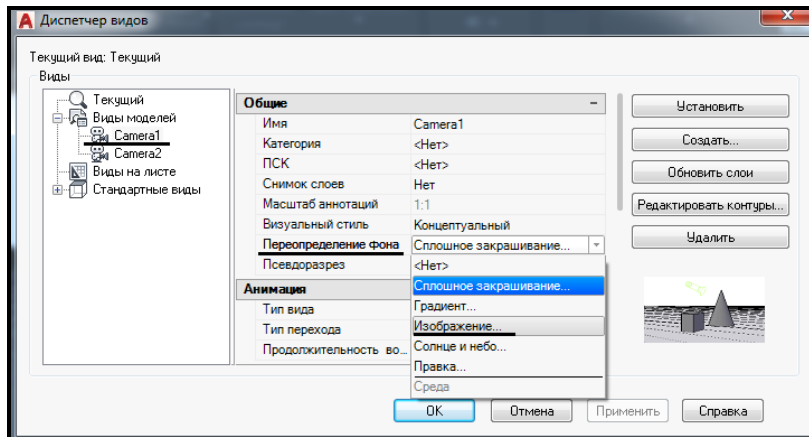 Диспетчер видов
Текущий вид: Текущий
Виды
Текущий
Виды моделей
Camera1
Camera2
Виды на листе
Стандартные виды
Общие
Имя Camera1
Категория <Нет>
ПСК <Нет>
Снимок слоев Нет
Масштаб аннотаций 1:1
Визуальный стиль Концептуальный
Переопределение фона Сплошное закрашивание...
Псевдоразрез
<Нет>
Сплошное закрашивание...
Градиент...
Изображение...
Солнце и небо...
Правка...
Среда
Анимация
Тип вида
Тип перехода
Продолжительность во...
Установить
Создать...
Обновить слои
Редактировать контуры...
Удалить
OK
Отмена
Применить
Справка